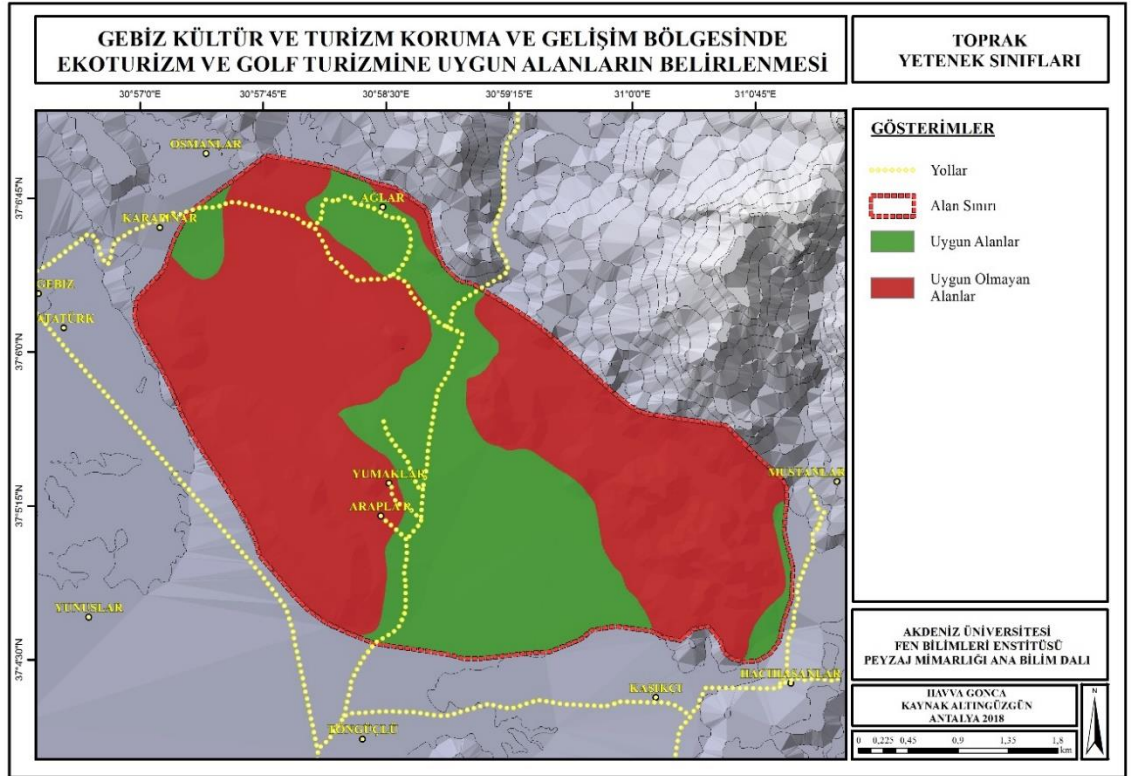 GEBİZ KÜLTÜR VE TURİZM KORUMA VE GELİŞİM BÖLGESİNDE
EKOTURİZM VE GOLF TURİZMİNE UYGUN ALANLARIN BELİRLENMESİ
TOPRAK
YETENEK SINIFLARI
30°57'0"E
30°57'45"E
30°58'30"E
30°59'15"E
31°0'0"E
31°0'45"E
37°6'45"N
37°6'0"N
37°5'15"N
37°4'30"N
OSMANLAR
AĞLAR
KARAPINAR
GEBİZ
ATATÜRK
YUMAKLAR
ARAPLAR
MUSTANLAR
YUNUSLAR
HACIHASANLAR
KAŞIKÇI
TONGUÇLU
GÖSTERİMLER
Yollar
Alan Sınırı
Uygun Alanlar
Uygun Olmayan
Alanlar
AKDENİZ ÜNİVERSİTESİ
FEN BİLİMLERİ ENSTİTÜSÜ
PEYZAJ MİMARLIĞI ANA BİLİM DALI
HAVVA GONCA
KAYNAK ALTINGÜZGÜN
ANTALYA 2018
N
0 0,225 0,45 0,9 1,35 1,8
km